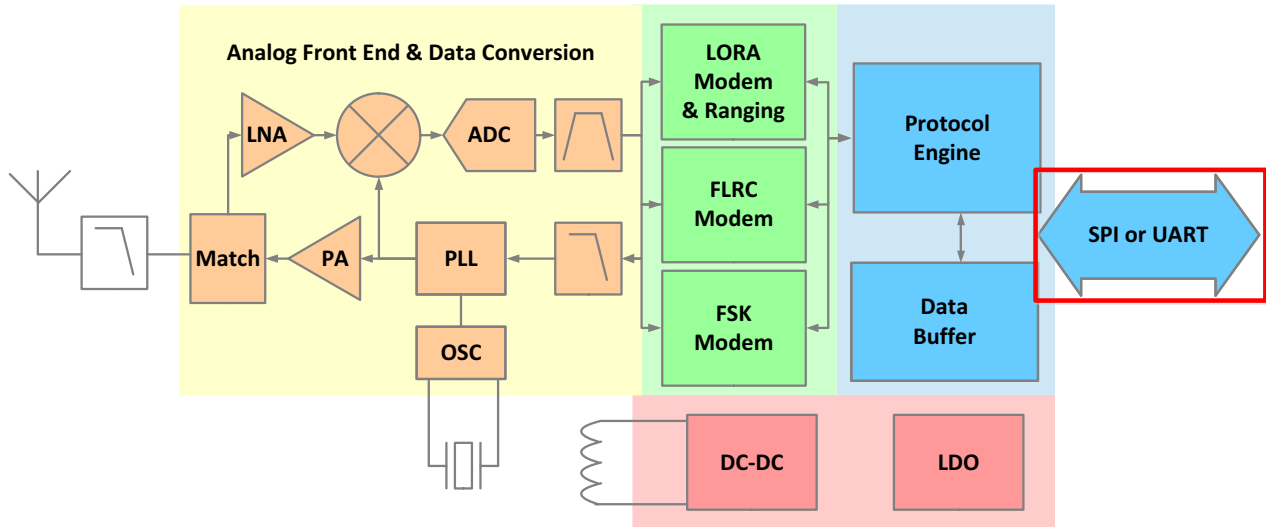 Analog Front End & Data Conversion
LORA
Modem
& Ranging
LNA
ADC
Protocol
Engine
FLRC
Modem
SPI or UART
Match
PA
PLL
FSK
Modem
Data
Buffer
OSC
DC-DC
LDO